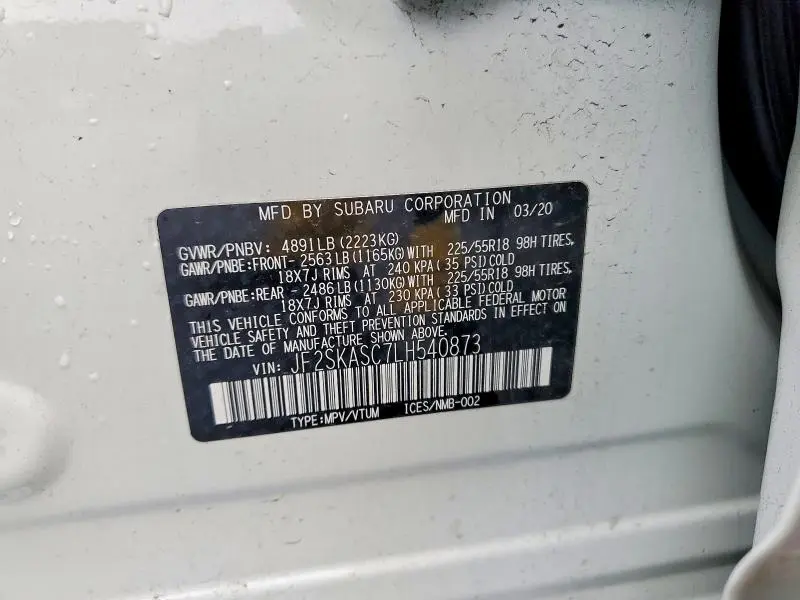 MFD BY SUBARU CORPORATION
MFD IN 03/20
GVWR/PNBV: 4891LB(2223KG)
GAWR/PNBE:FRONT- 2563LB(1165KG)WITH 225/55R18 98H TIRES,
18X7J RIMS AT 240 KPA(35 PSI)COLD
GAWR/PNBE:REAR - 2486LB(1130KG)WITH 225/55R18 98H TIRES,
18X7J RIMS AT 230 KPA(33 PSI)COLD
THIS VEHICLE CONFORMS TO ALL APPLICABLE FEDERAL MOTOR
VEHICLE SAFETY AND THEFT PREVENTION STANDARDS IN EFFECT ON
THE DATE OF MANUFACTURE SHOWN ABOVE.
VIN: JF2SKASC7LH540873
TYPE:MPV/VTUM ICES/NMB-002